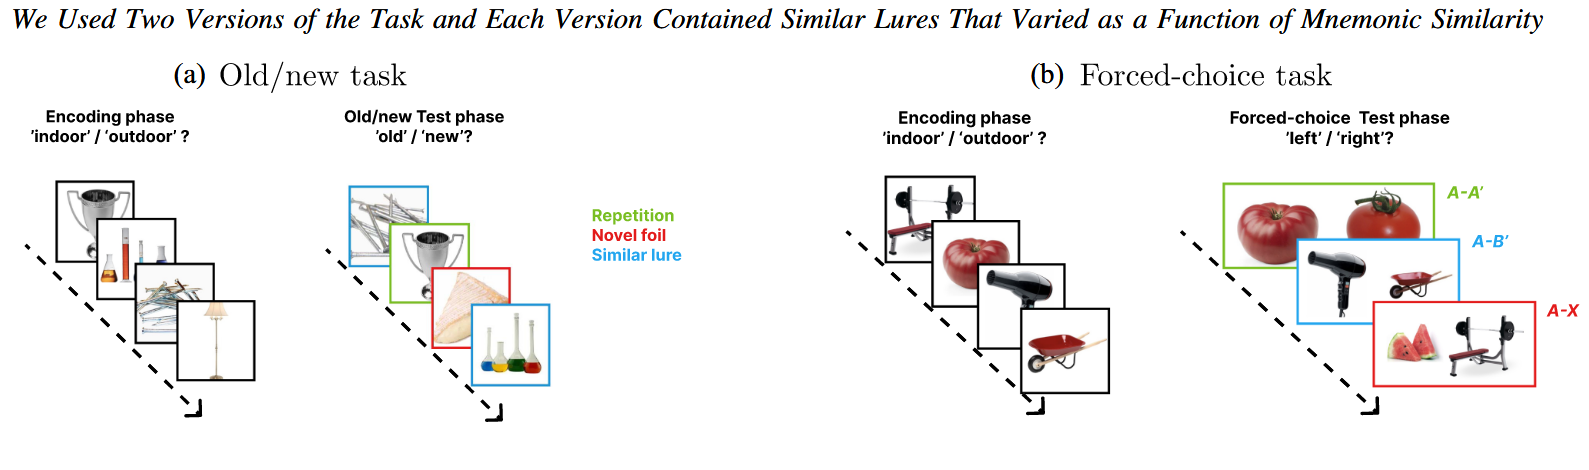 We Used Two Versions of the Task and Each Version Contained Similar Lures That Varied as a Function of Mnemonic Similarity
(a) Old/new task
Encoding phase
'indoor' / 'outdoor' ?
Old/new Test phase
'old' / 'new'?
Repetition
Novel foil
Similar lure
(b) Forced-choice task
Encoding phase
'indoor' / 'outdoor' ?
Forced-choice Test phase
'left' / 'right'?
A-A'
A-B'
A-X